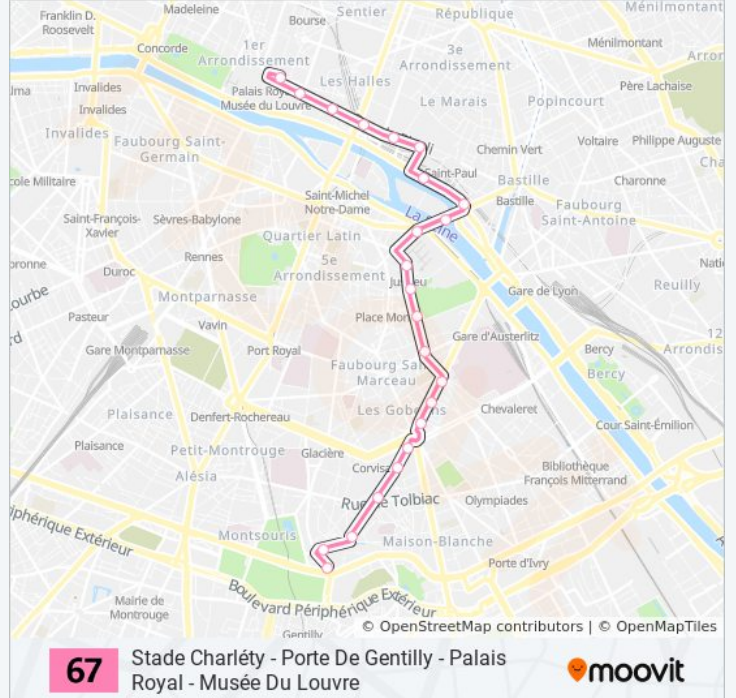 Madeleine
Franklin D.
Roosevelt
Bourse
Sentier
République
Ménilmontant
Concorde
1er
Arrondissement
3e
Arrondissement
Ménilmontant
Les Halles
Invalides
Palais
Musée du Louvre
Le Marais
Popincourt
Père Lachaise
Invalides
Invalides
Faubourg Saint-
Germain
Chemin Vert
Voltaire
Philippe Auguste
Saint-Paul
Bastille
Charonne
Saint-Michel
Notre-Dame
Bastille
Saint-François-
Xavier
Sèvres-Babylone
La Seine
Faubourg
Saint-Antoine
Quartier Latin
Rennes
5e
Arrondissement
Duroc
Montparnasse
Gare de Lyon
Reuilly
Pasteur
Vavin
Place
12
Arrondis
Gare Montparnasse
Port Royal
Gare d'Austerlitz
Bercy
Bercy
Faubourg
Marceau
Plaisance
Denfert-Rochereau
Les Gobelins
Chevaleret
Cour Saint-Émilion
Plaisance
Petit-Montrouge
Glacière
Alésia
Bibliothèque
François Mitterrand
Rue de Tolbiac
Olympiades
Montsouris
Maison-Blanche
Périphérique Extérieur
Porte d'Ivry
Boulevard Périphérique Extérieur
Mairie de
Montrouge
Gentilly
© OpenStreetMap contributors | © OpenMapTiles
67
Stade Charléty - Porte De Gentilly - Palais
Royal - Musée Du Louvre
moovit